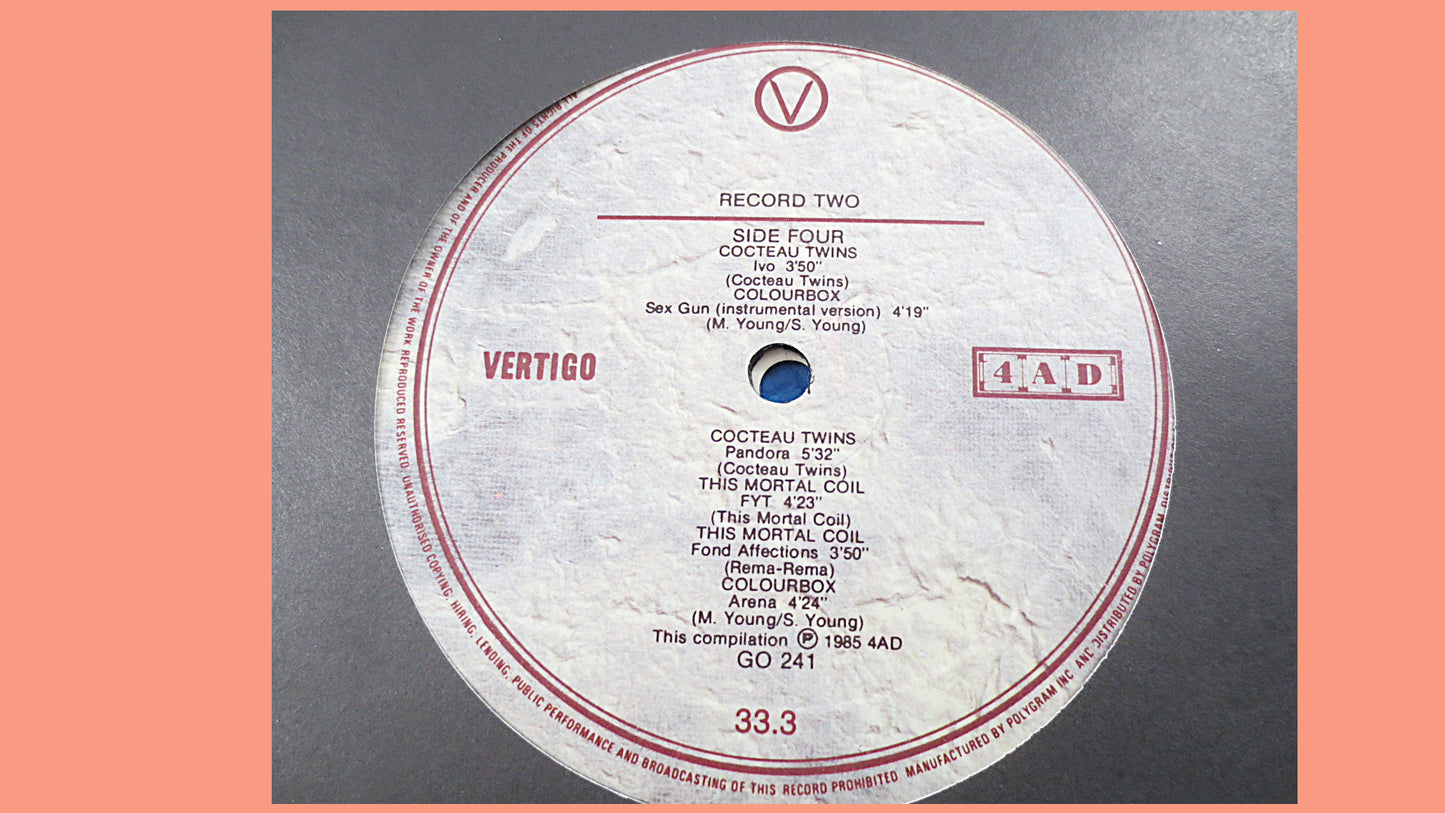 V
RECORD TWO
SIDE FOUR
COCTEAU TWINS
Ivo 3'50"
(Cocteau Twins)
COLOURBOX
Sex Gun (instrumental version) 4'19"
(M. Young/S. Young)
VERTIGO
4AD
COCTEAU TWINS
Pandora 5'32"
(Cocteau Twins)
THIS MORTAL COIL
FYT 4'23"
(This Mortal Coil)
THIS MORTAL COIL
Fond Affections 3'50"
(Rema-Rema)
COLOURBOX
Arena 4'24"
(M. Young/S. Young)
This compilation ℗ 1985 4AD
GO 241
33.3
ALL RIGHTS OF THE PRODUCER AND OF THE OWNER OF THE WORK REPRODUCED RESERVED. UNAUTHORISED COPYING, HIRING, LENDING, PUBLIC PERFORMANCE AND BROADCASTING OF THIS RECORD PROHIBITED MANUFACTURED BY POLYGRAM INC AND DISTRIBUTED BY POLYGRAM